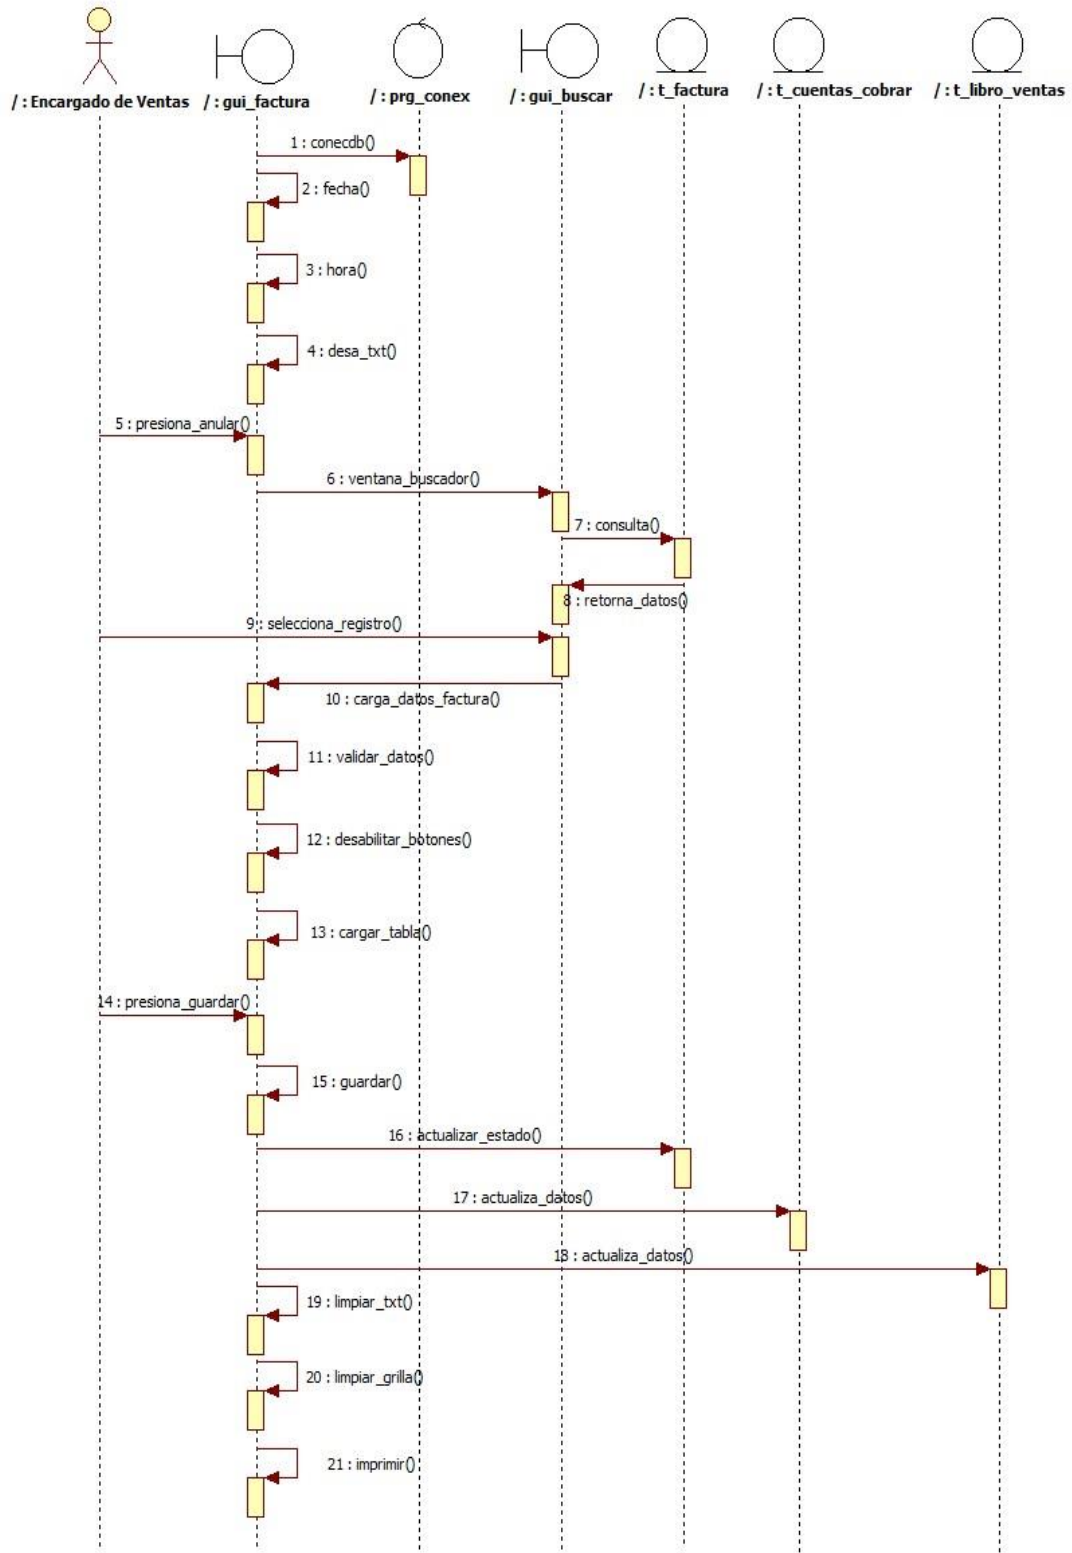 / : Encargado de Ventas
/ : gui_factura
/ : prg_conex
/ : gui_buscar
/ : t_factura
/ : t_cuentas_cobrar
/ : t_libro_ventas
1 : conecdb()
2 : fecha()
3 : hora()
4 : desa_txt()
5 : presiona_anular()
6 : ventana_buscador()
7 : consulta()
8 : retorna_datos()
9 : selecciona_registro()
10 : carga_datos_factura()
11 : validar_datos()
12 : desabilitar_botones()
13 : cargar_tabla()
14 : presiona_guardar()
15 : guardar()
16 : actualizar_estado()
17 : actualiza_datos()
18 : actualiza_datos()
19 : limpiar_txt()
20 : limpiar_grilla()
21 : imprimir()